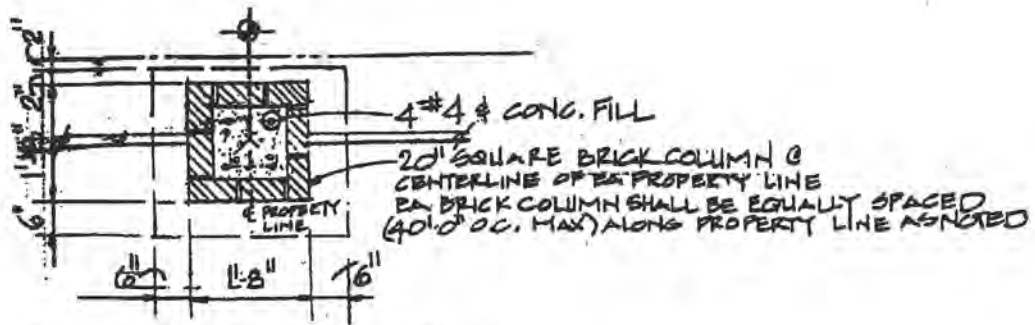 2"
2"
6"
4 #4 & CONC. FILL
20" SQUARE BRICK COLUMN @
CENTERLINE OF EA PROPERTY LINE
EA BRICK COLUMN SHALL BE EQUALLY SPACED
(40'-0" O.C. MAX) ALONG PROPERTY LINE AS NOTED
℄ PROPERTY
LINE
6"
1'-8"
6"